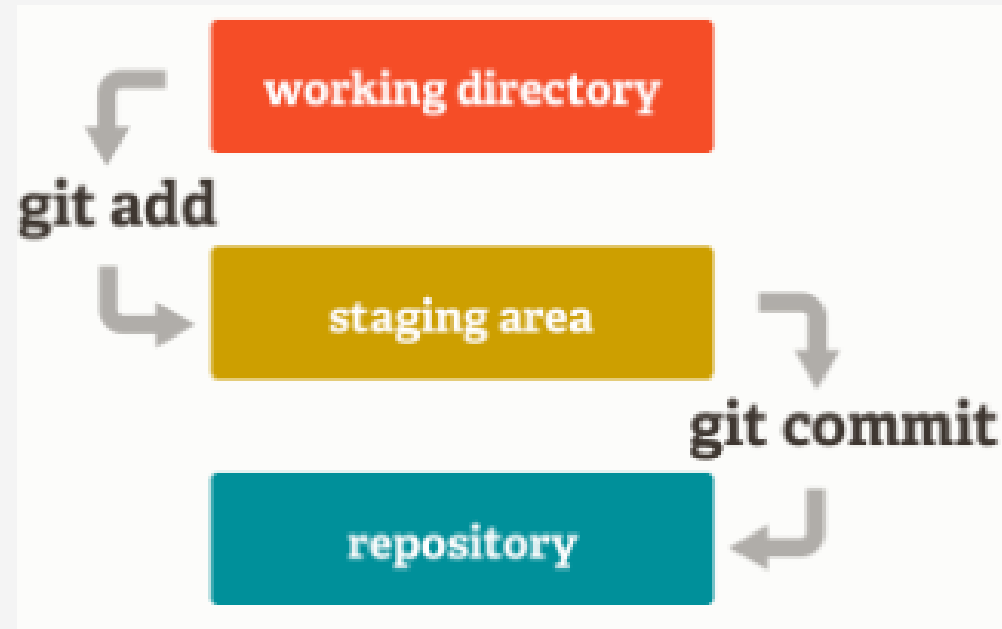 working directory
git add
staging area
git commit
repository